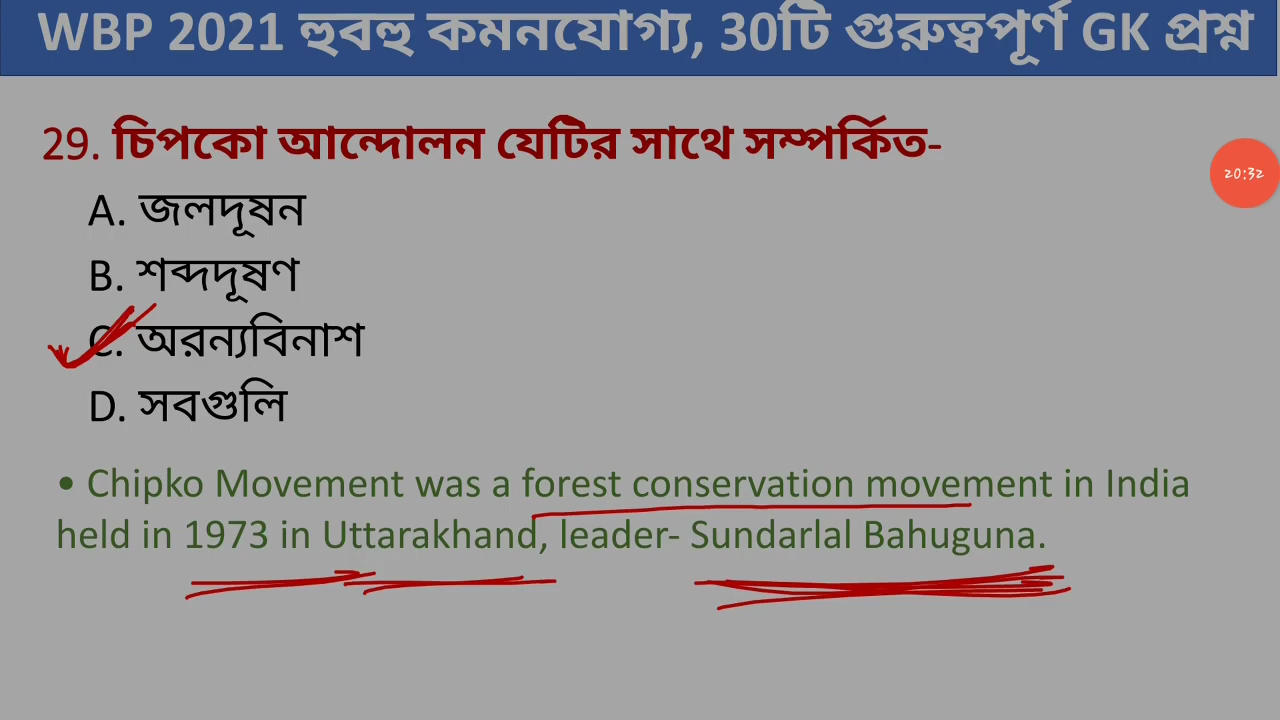 WBP 2021 হুবহু কমনযোগ্য, 30টি গুরুত্বপূর্ণ GK প্রশ্ন
29. চিপকো আন্দোলন যেটির সাথে সম্পর্কিত-
20:32
A. জলদূষন
B. শব্দদূষণ
C. অরন্যবিনাশ
D. সবগুলি
• Chipko Movement was a forest conservation movement in India
held in 1973 in Uttarakhand, leader- Sundarlal Bahuguna.